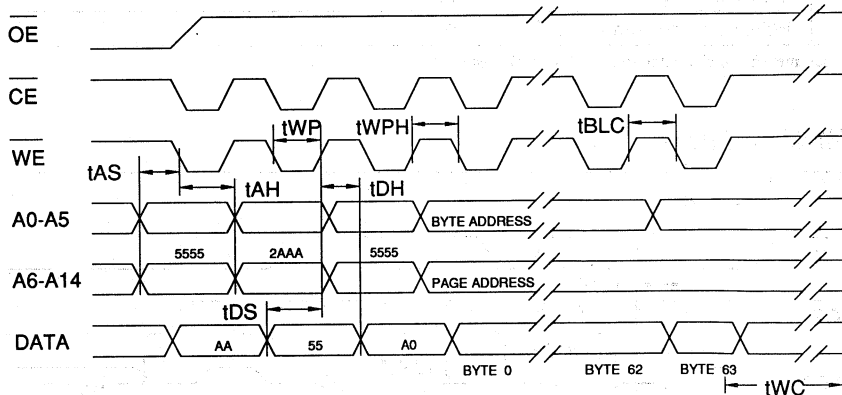 OE
CE
tWP
tWPH
tBLC
WE
tAS
tAH
tDH
A0-A5
BYTE ADDRESS
5555
2AAA
5555
A6-A14
PAGE ADDRESS
tDS
DATA
AA
55
A0
BYTE 0
BYTE 62
BYTE 63
tWC